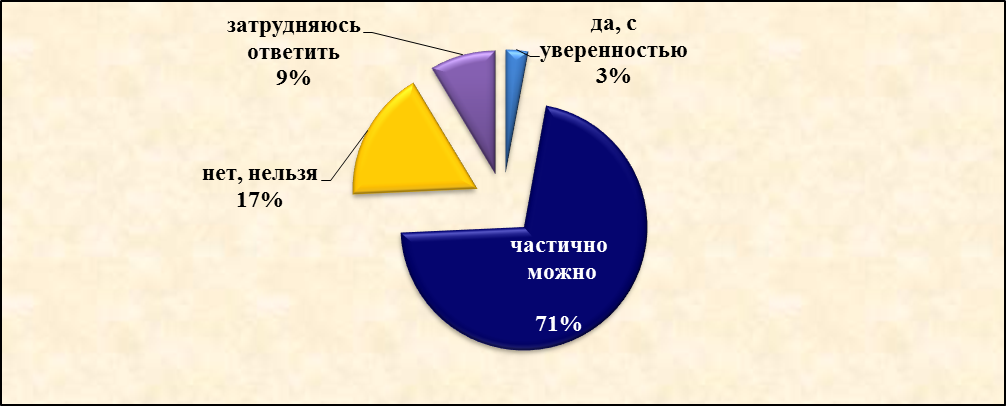 затрудняюсь
ответить
9%
да, с
уверенностью
3%
нет, нельзя
17%
частично
можно
71%